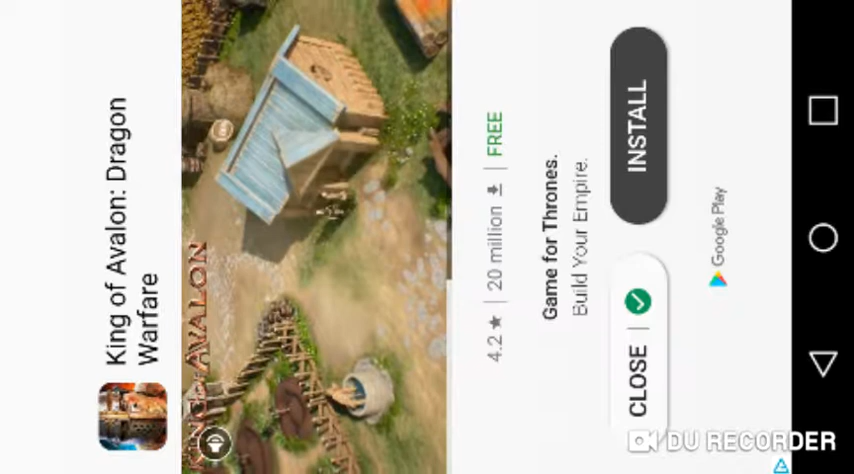 King of Avalon: Dragon
Warfare
KING OF AVALON
4.2 ★ | 20 million | FREE
Game for Thrones.
Build Your Empire.
CLOSE
INSTALL
Google Play
DU RECORDER